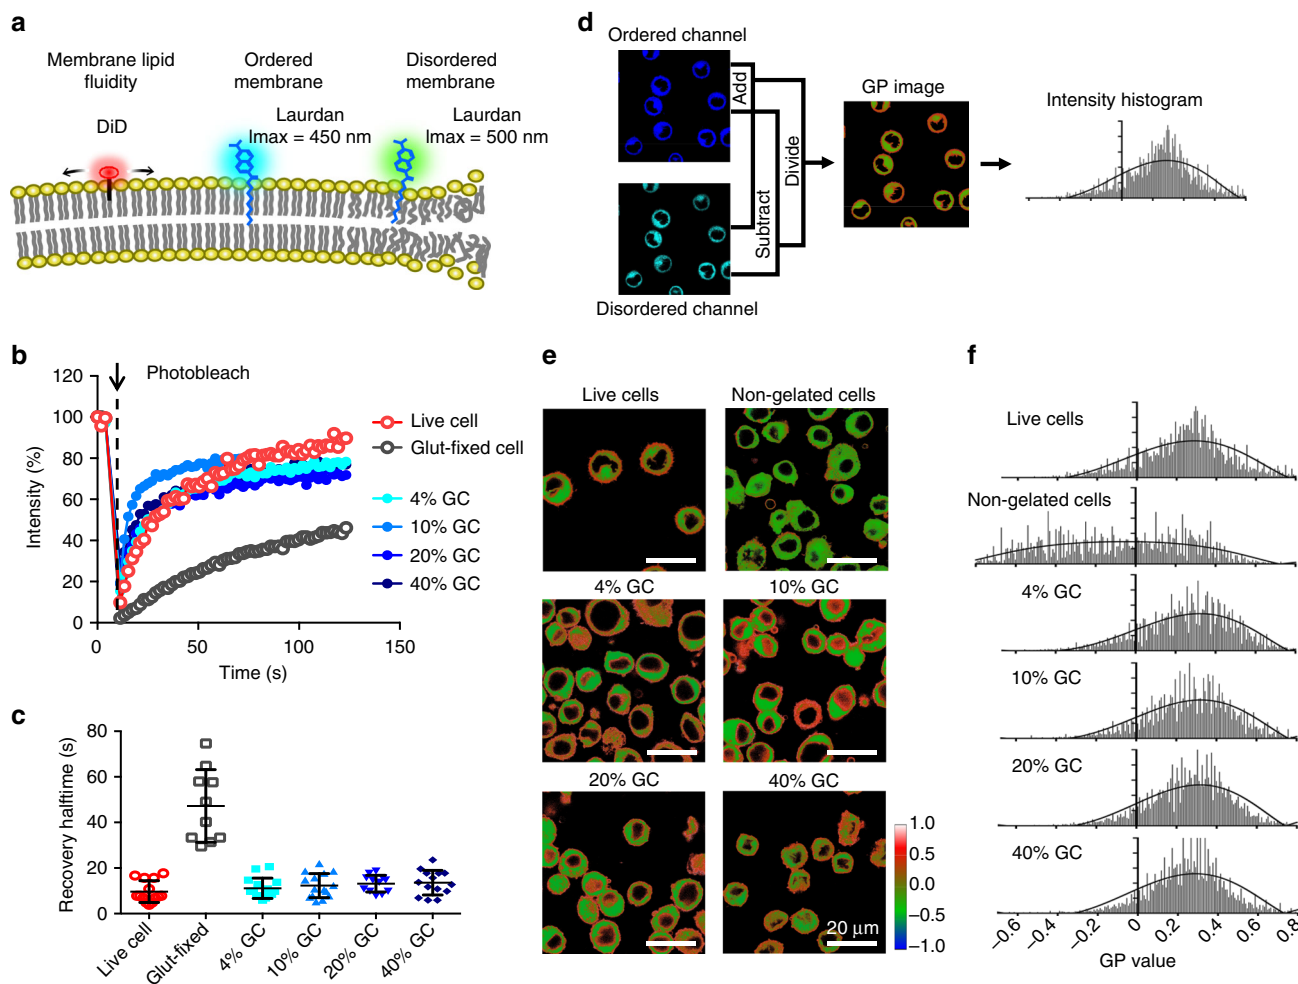 a
Membrane lipid
fluidity
DiD
Ordered
membrane
Laurdan
lmax = 450 nm
Disordered
membrane
Laurdan
lmax = 500 nm
d
Ordered channel
Add
Subtract
Divide
Disordered channel
GP image
Intensity histogram
b
Photobleach
Intensity (%)
120
100
80
60
40
20
0
0 50 100 150
Time (s)
Live cell
Glut-fixed cell
4% GC
10% GC
20% GC
40% GC
c
Recovery halftime (s)
80
60
40
20
0
Live cell
Glut-fixed
4% GC
10% GC
20% GC
40% GC
e
Live cells
Non-gelated cells
4% GC
10% GC
20% GC
40% GC
20 μm
1.0
0.5
0.0
−0.5
−1.0
f
Live cells
Non-gelated cells
4% GC
10% GC
20% GC
40% GC
−0.6 −0.2 0 0.2 0.4 0.8
GP value